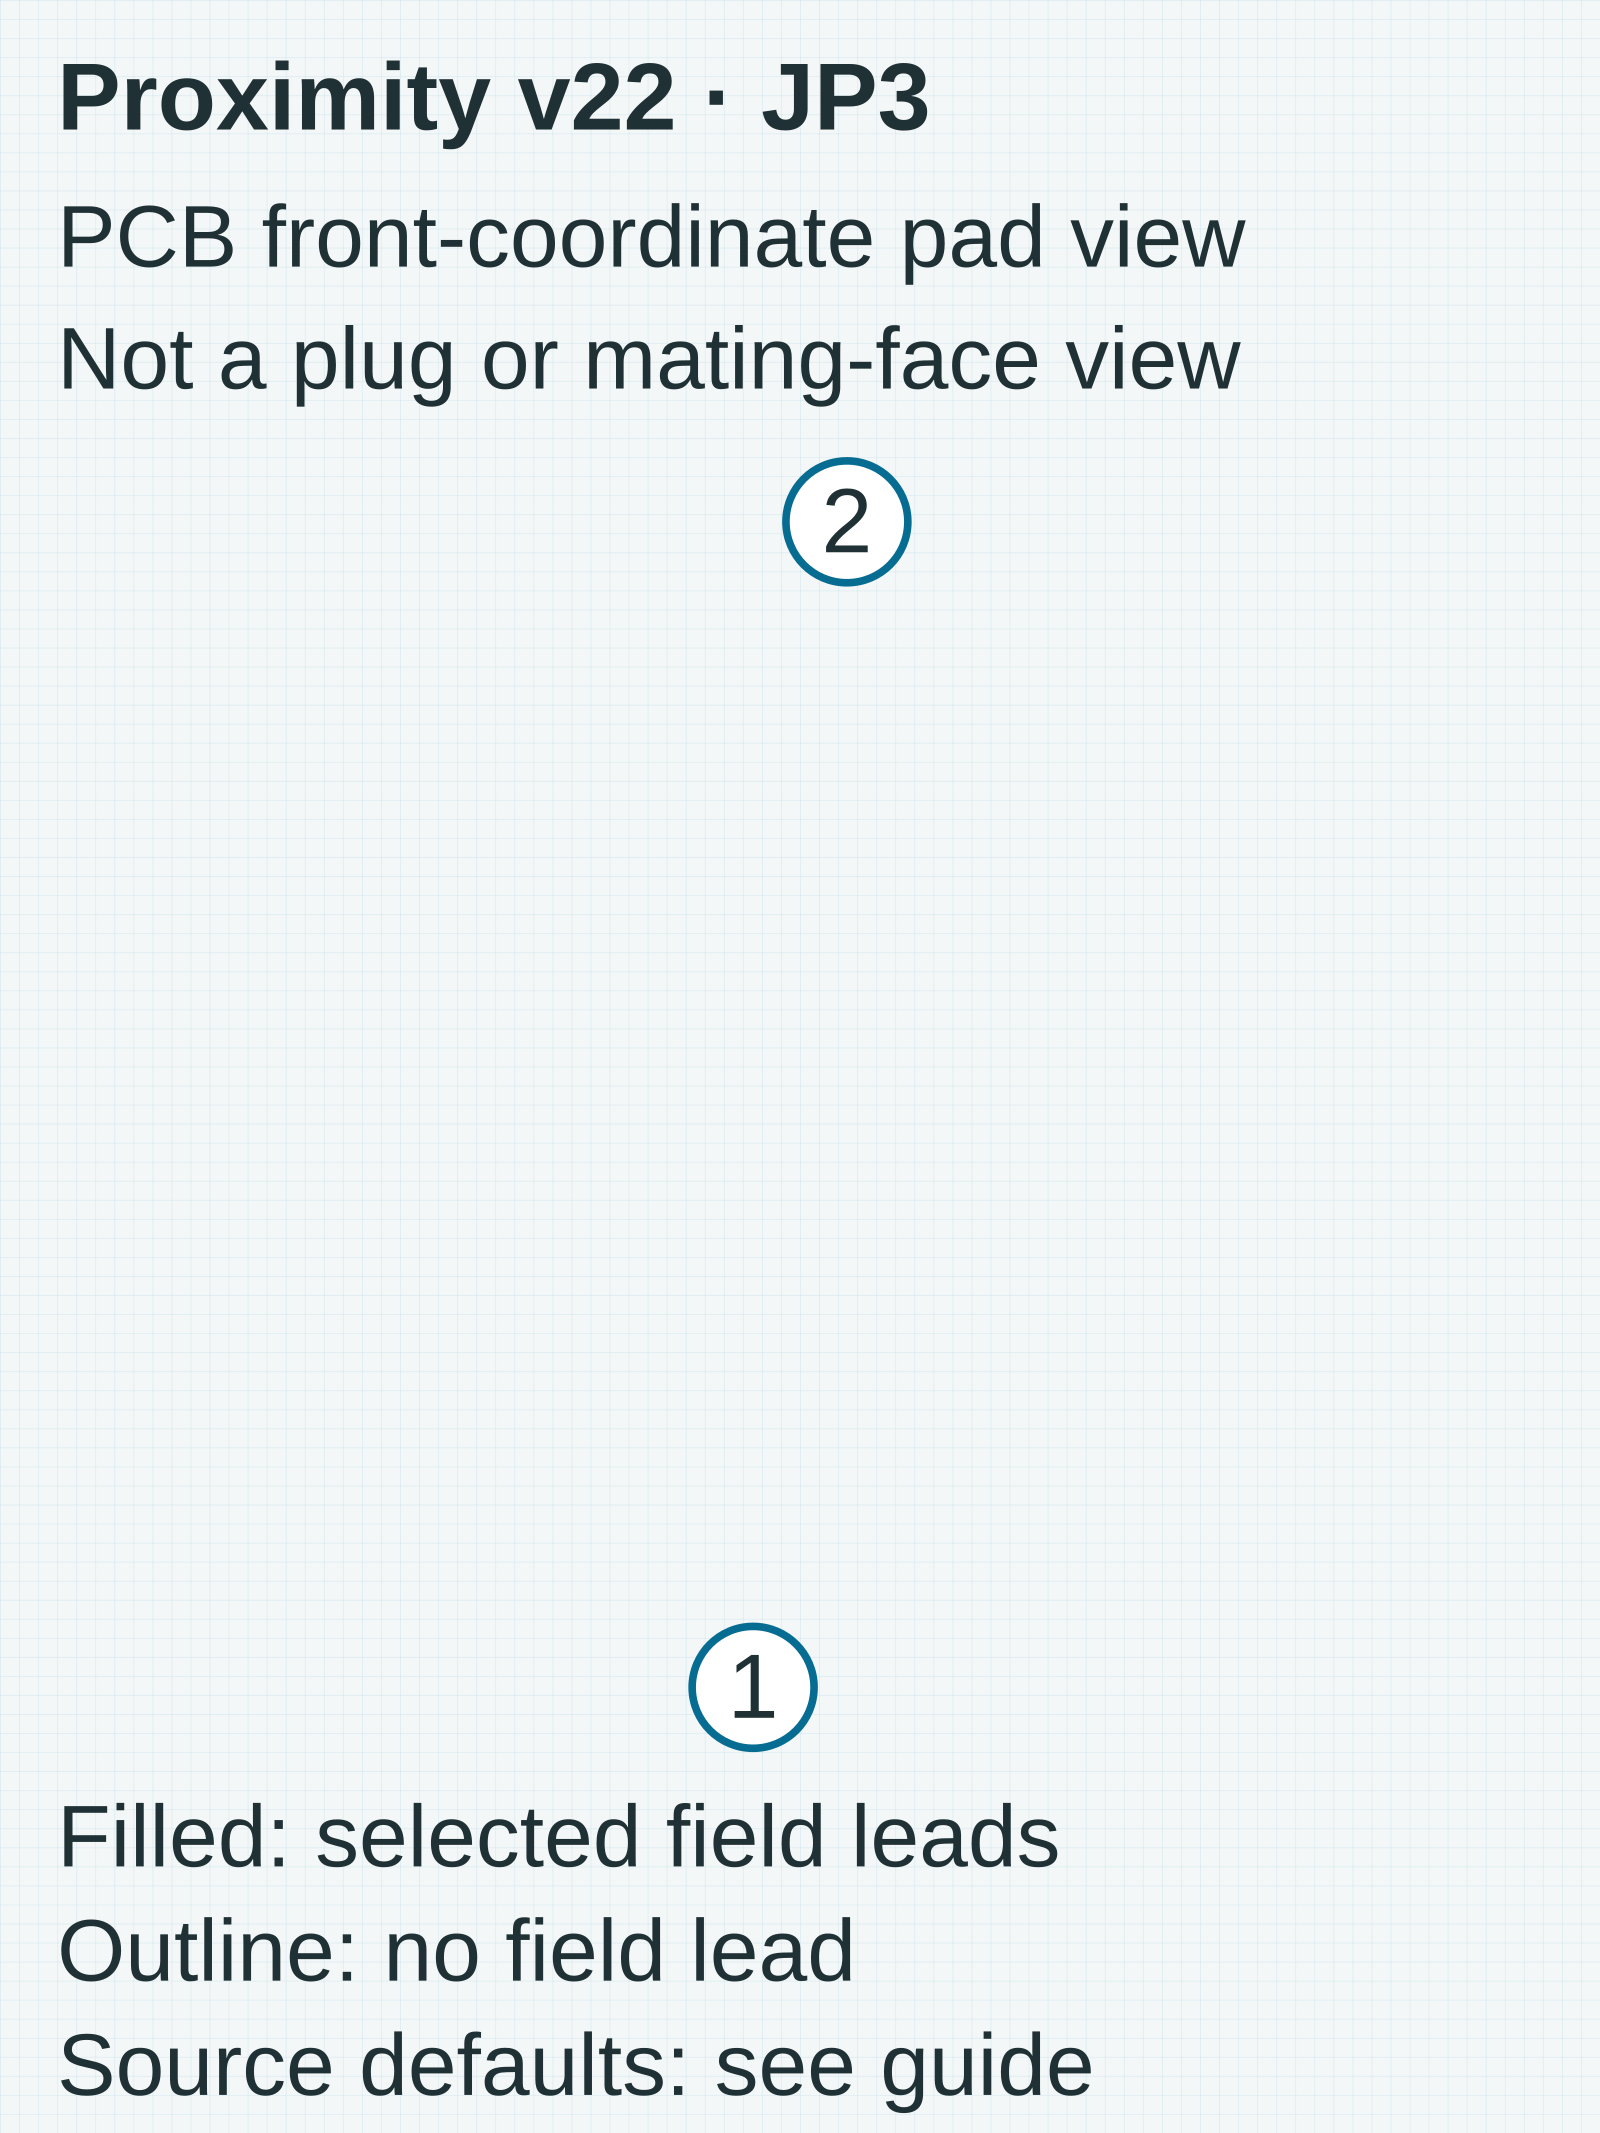 Proximity v22 · JP3
PCB front-coordinate pad view
Not a plug or mating-face view
2
1
Filled: selected field leads
Outline: no field lead
Source defaults: see guide